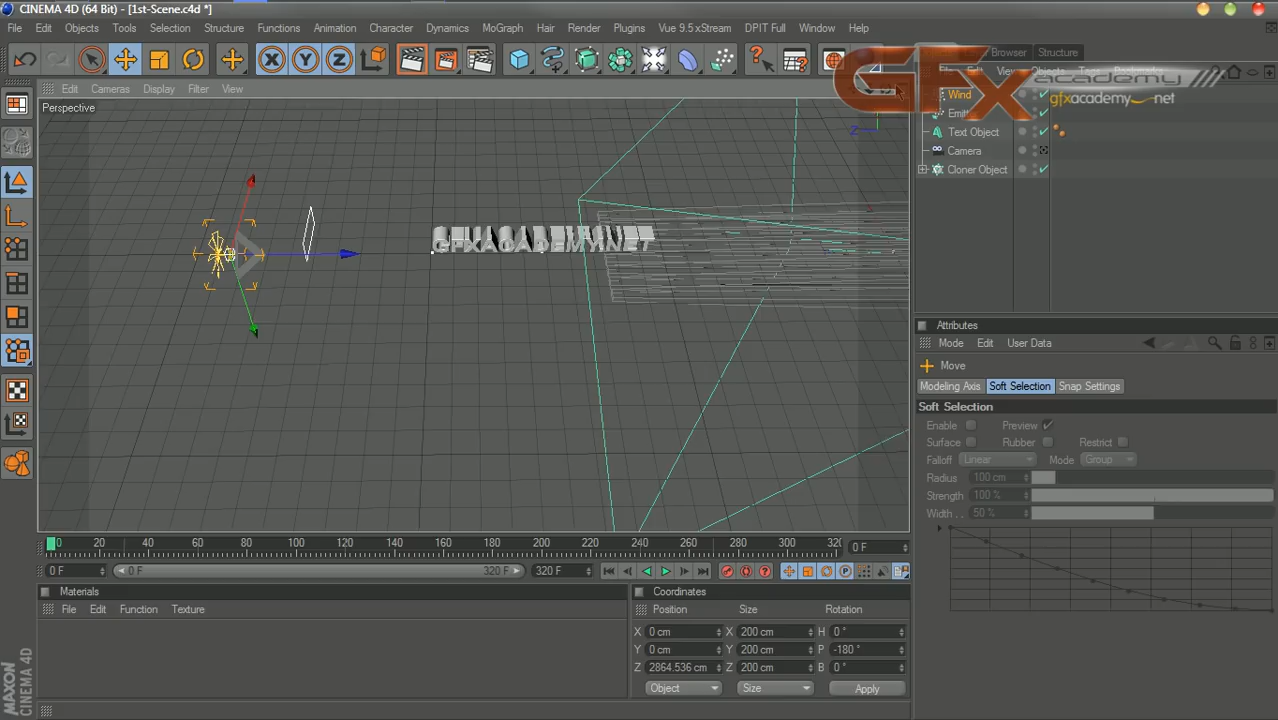 CINEMA 4D (64 Bit) - [1st-Scene.c4d *]
File Edit Objects Tools Selection Structure Functions Animation Character Dynamics MoGraph Hair Render Plugins Vue 9.5 xStream DPIT Full Window Help
X Y Z
Browser Structure
GFX academy
gfxacademy.net
Edit Cameras Display Filter View
Perspective
Z
GFXACADEMY.NET
Wind
Text Object
Camera
Cloner Object
Attributes
Mode Edit User Data
Move
Modeling Axis Soft Selection Snap Settings
Soft Selection
Enable Preview
Surface Rubber Restrict
Falloff Linear Mode Group
Radius 100 cm
Strength 100 %
Width . . 50 %
0 20 40 60 80 100 120 140 160 180 200 220 240 260 280 300 0 F
0 F 0 F 320 F 320 F
Materials
File Edit Function Texture
Coordinates
Position Size Rotation
X 0 cm X 200 cm H 0 °
Y 0 cm Y 200 cm P -180 °
Z 2864.536 cm Z 200 cm B 0 °
Object Size Apply
MAXON
CINEMA 4D